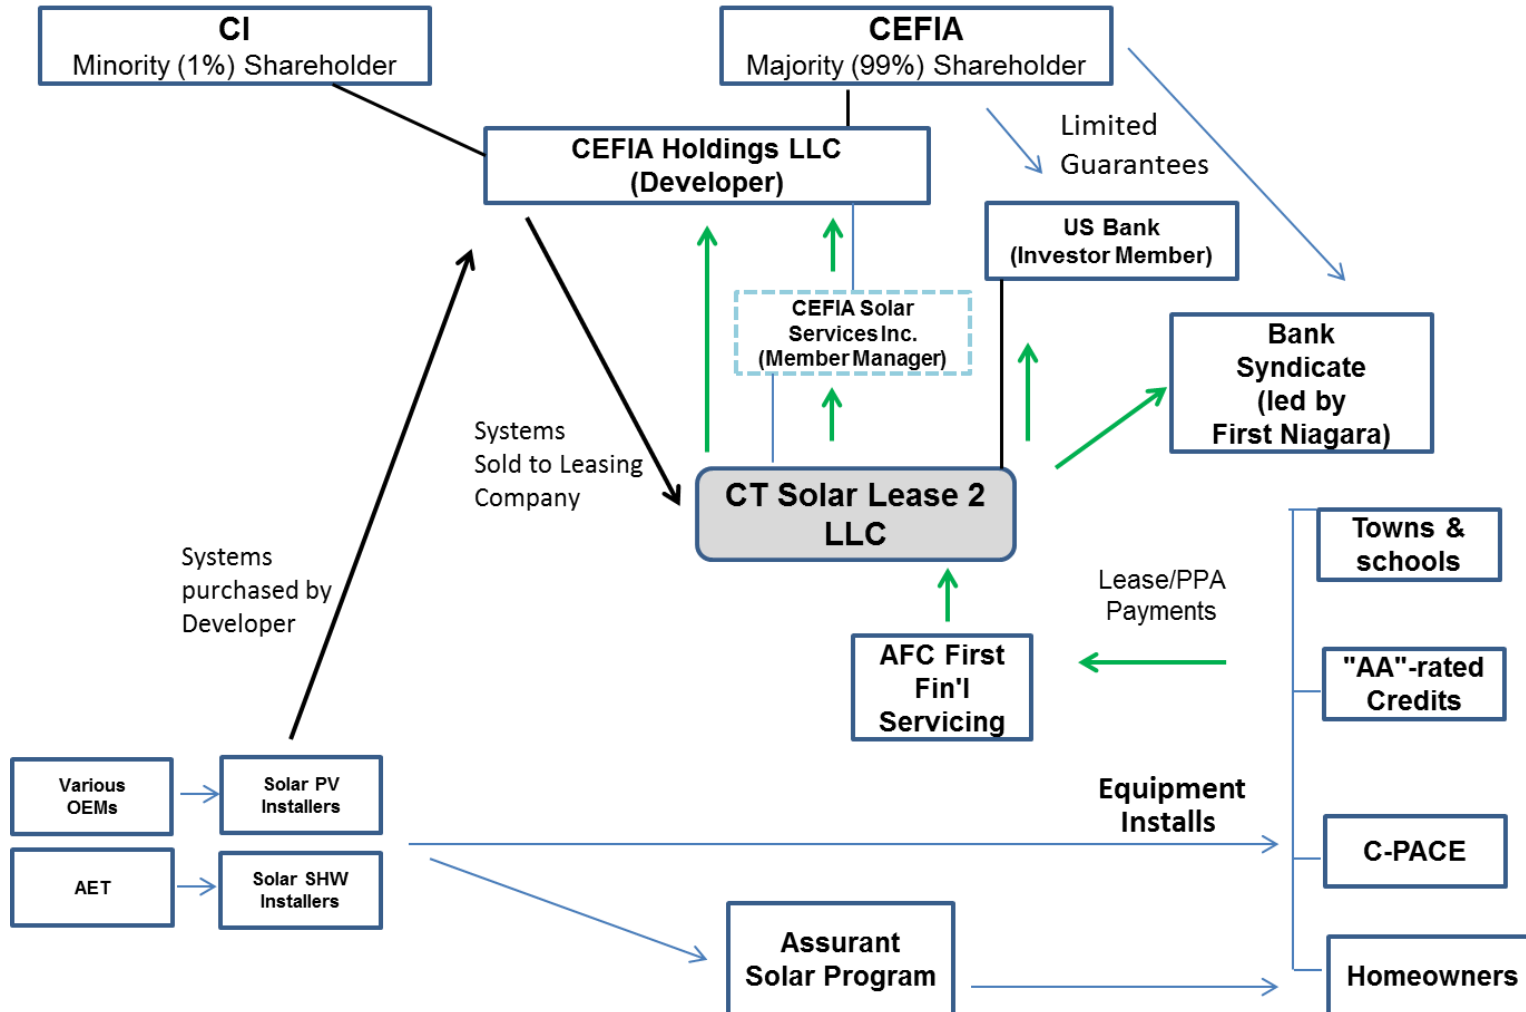 CI
Minority (1%) Shareholder
CEFIA
Majority (99%) Shareholder
Limited
Guarantees
CEFIA Holdings LLC
(Developer)
US Bank
(Investor Member)
CEFIA Solar
Services Inc.
(Member Manager)
Bank
Syndicate
(led by
First Niagara)
Systems
Sold to Leasing
Company
CT Solar Lease 2
LLC
Systems
purchased by
Developer
Lease/PPA
Payments
Towns &
schools
AFC First
Fin'l
Servicing
"AA"-rated
Credits
Various
OEMs
Solar PV
Installers
Equipment
Installs
C-PACE
AET
Solar SHW
Installers
Assurant
Solar Program
Homeowners